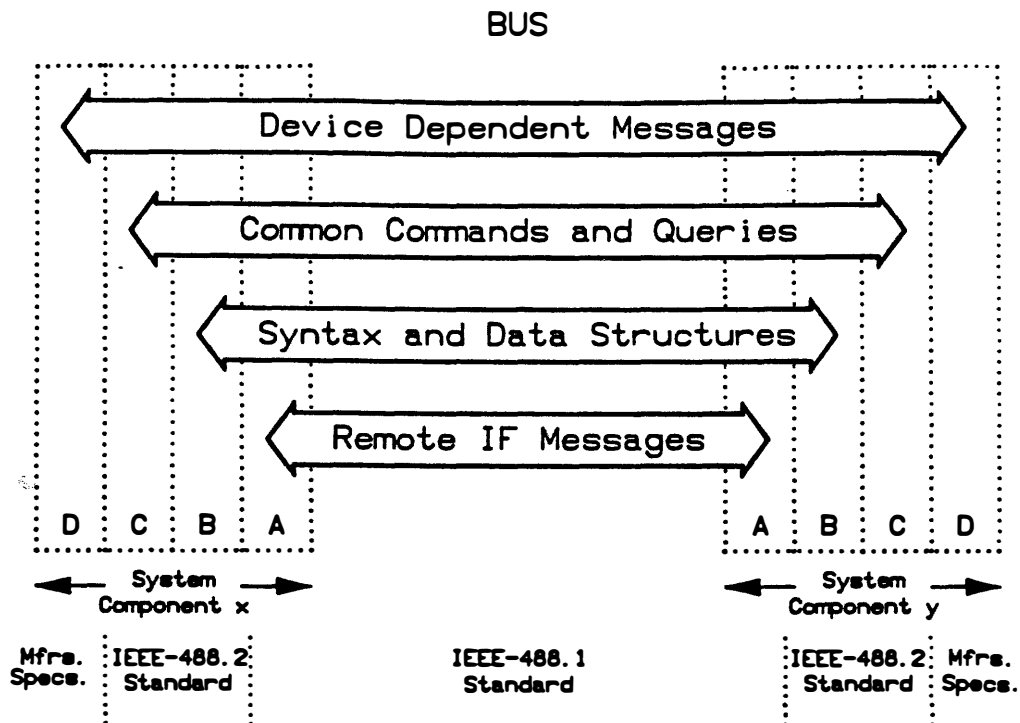 BUS
Device Dependent Messages
Common Commands and Queries
Syntax and Data Structures
Remote IF Messages
D C B A A B C D
System Component x
System Component y
Mfrs. Specs.
IEEE-488.2 Standard
IEEE-488.1 Standard
IEEE-488.2 Standard
Mfrs. Specs.